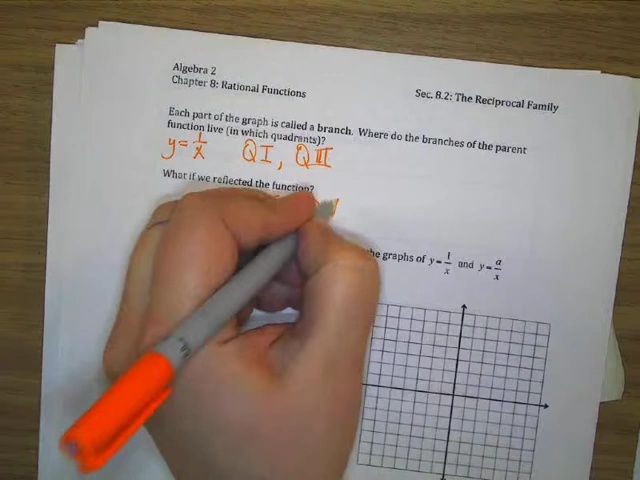 Algebra 2
Chapter 8: Rational Functions
Sec. 8.2: The Reciprocal Family
Each part of the graph is called a branch. Where do the branches of the parent
function live (in which quadrants)?
y = 1/x QI, QIII
What if we reflected the function?
the graphs of y = 1/x and y = a/x